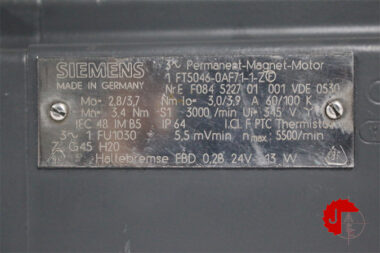 SIEMENS
MADE IN GERMANY
3~ Permanent-Magnet-Motor
1 FT5046-0AF71-1-Z
Nr.E F084 5227 01 001 VDE 0530
Mo= 2,8/3,7 Nm Io= 3,0/3,9 A 60/100 K
Mn= 3,4 Nm S1 3000 /min UP 345 V Y
IEC 48 IM B5 IP 64 I.Cl.F PTC Thermistor
3~ 1 FU1030 5,5 mV min nmax: 5500/min
Z G45 H20
Haltebremse EBD 0,2B 24V 13 W